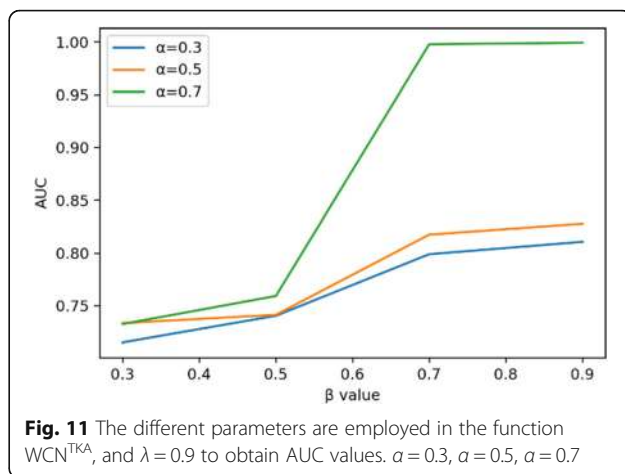 1.00
0.95
0.90
0.85
0.80
0.75
AUC
α=0.3
α=0.5
α=0.7
0.3 0.4 0.5 0.6 0.7 0.8 0.9
β value
Fig. 11 The different parameters are employed in the function
WCN^TKA, and λ = 0.9 to obtain AUC values. α = 0.3, α = 0.5, α = 0.7